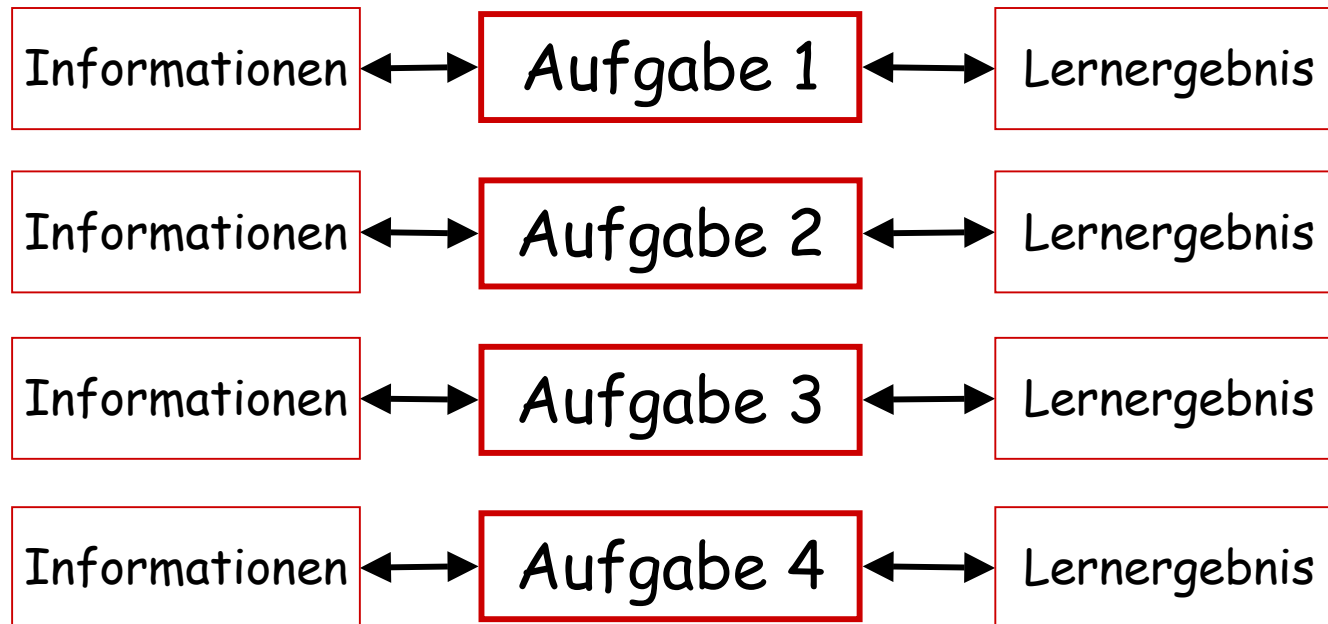 Informationen Aufgabe 1 Lernergebnis
Informationen Aufgabe 2 Lernergebnis
Informationen Aufgabe 3 Lernergebnis
Informationen Aufgabe 4 Lernergebnis